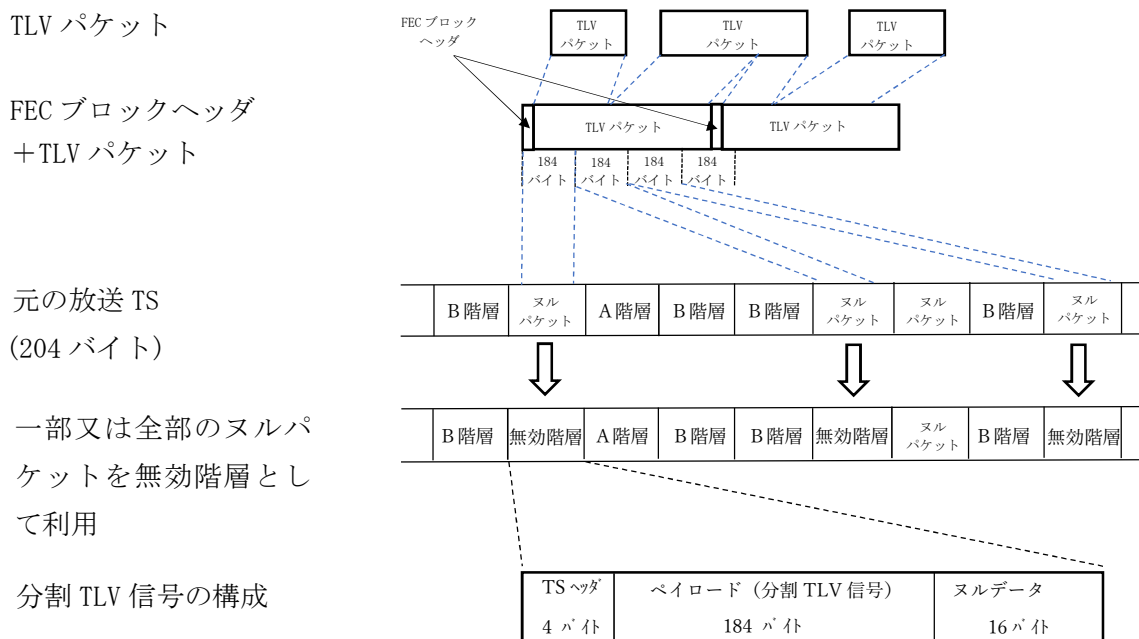 TLV パケット
FEC ブロック
ヘッダ
TLV
パケット
TLV
パケット
TLV
パケット
FEC ブロックヘッダ
＋TLV パケット
TLV パケット
TLV パケット
184
バイト
184
バイト
184
バイト
184
バイト
元の放送 TS
(204 バイト)
B 階層
ヌル
パケット
A 階層
B 階層
B 階層
ヌル
パケット
ヌル
パケット
B 階層
ヌル
パケット
一部又は全部のヌルパ
ケットを無効階層とし
て利用
B 階層
無効階層
A 階層
B 階層
B 階層
無効階層
ヌル
パケット
B 階層
無効階層
分割 TLV 信号の構成
TS ヘッダ
4 バイト
ペイロード（分割 TLV 信号）
184 バイト
ヌルデータ
16 バイト